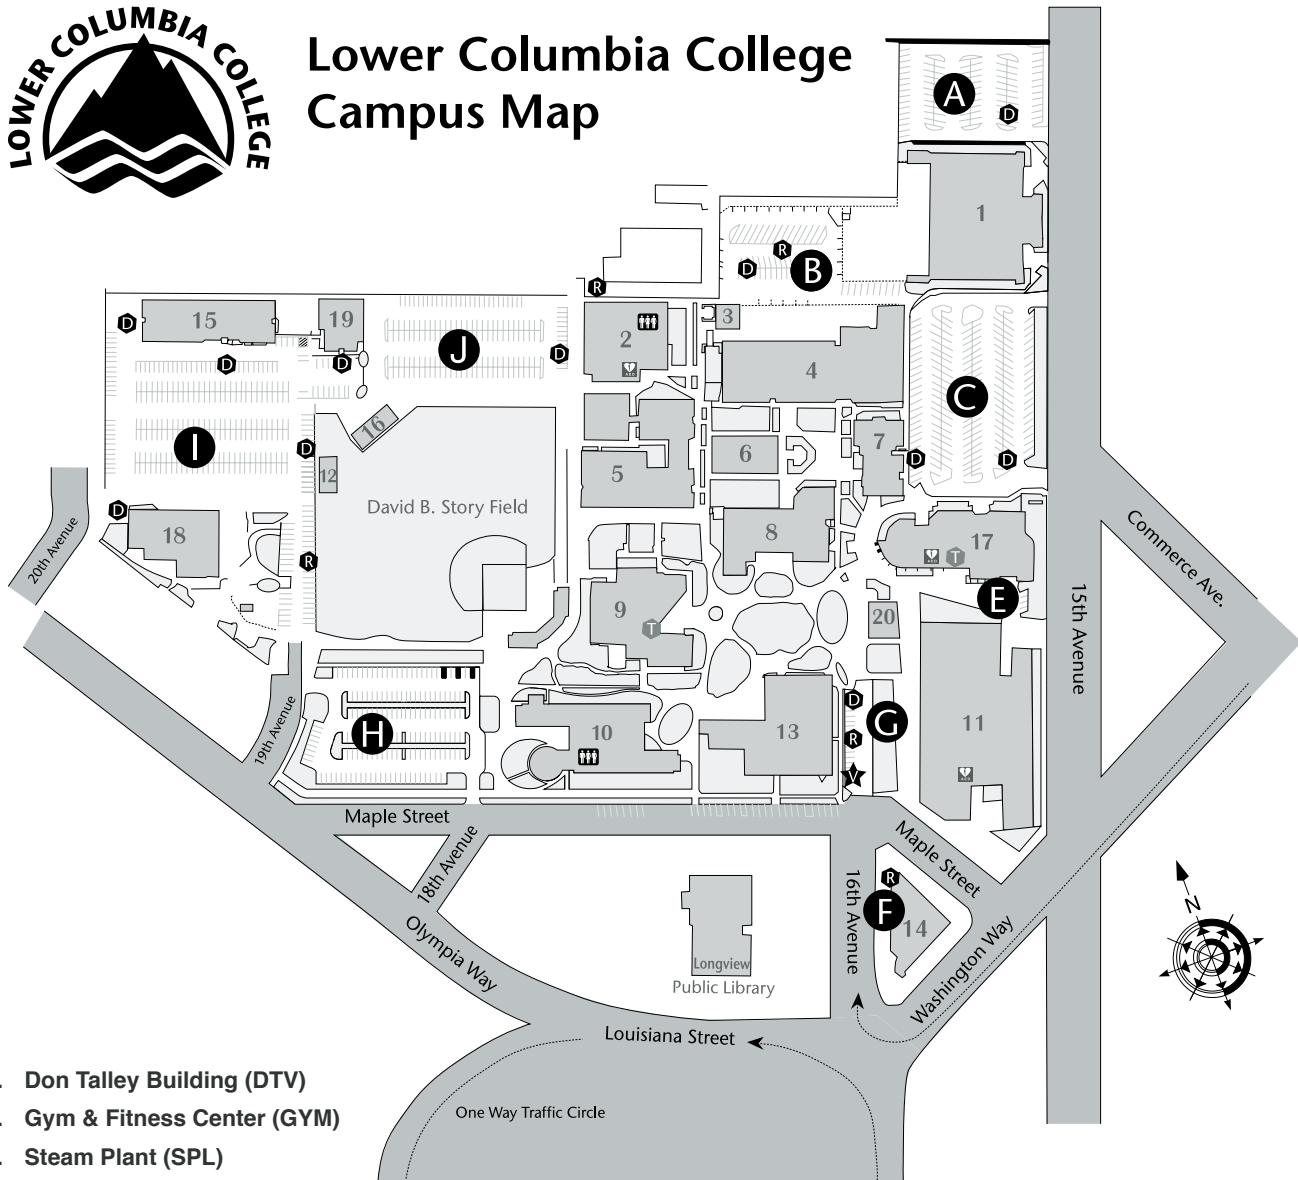 LOWER COLUMBIA COLLEGE
Lower Columbia College
Campus Map
A
D
1
R
B
D
R
15
19
D
J
2
3
D
D
D
4
C
I
16
D
12
5
6
7
D
D
David B. Story Field
D
18
8
17
T
20th Avenue
R
E
Commerce Ave.
15th Avenue
9
T
20
19th Avenue
H
10
13
D
G
R
V
11
Maple Street
18th Avenue
Maple Street
16th Avenue
R
F
14
N
Olympia Way
Longview
Public Library
Washington Way
Louisiana Street
One Way Traffic Circle
. Don Talley Building (DTV)
. Gym & Fitness Center (GYM)
. Steam Plant (SPL)